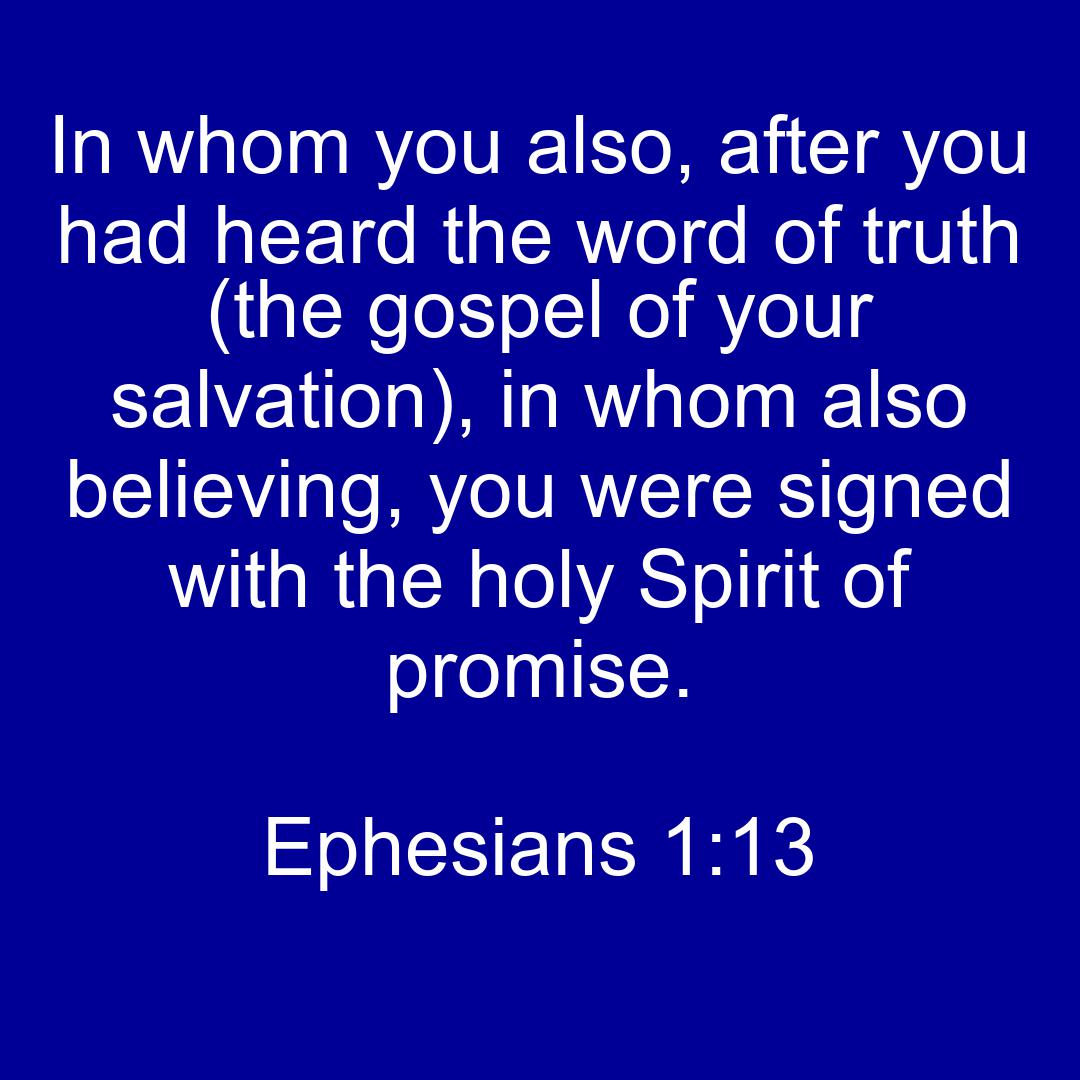 In whom you also, after you
had heard the word of truth
(the gospel of your
salvation), in whom also
believing, you were signed
with the holy Spirit of
promise.
Ephesians 1:13